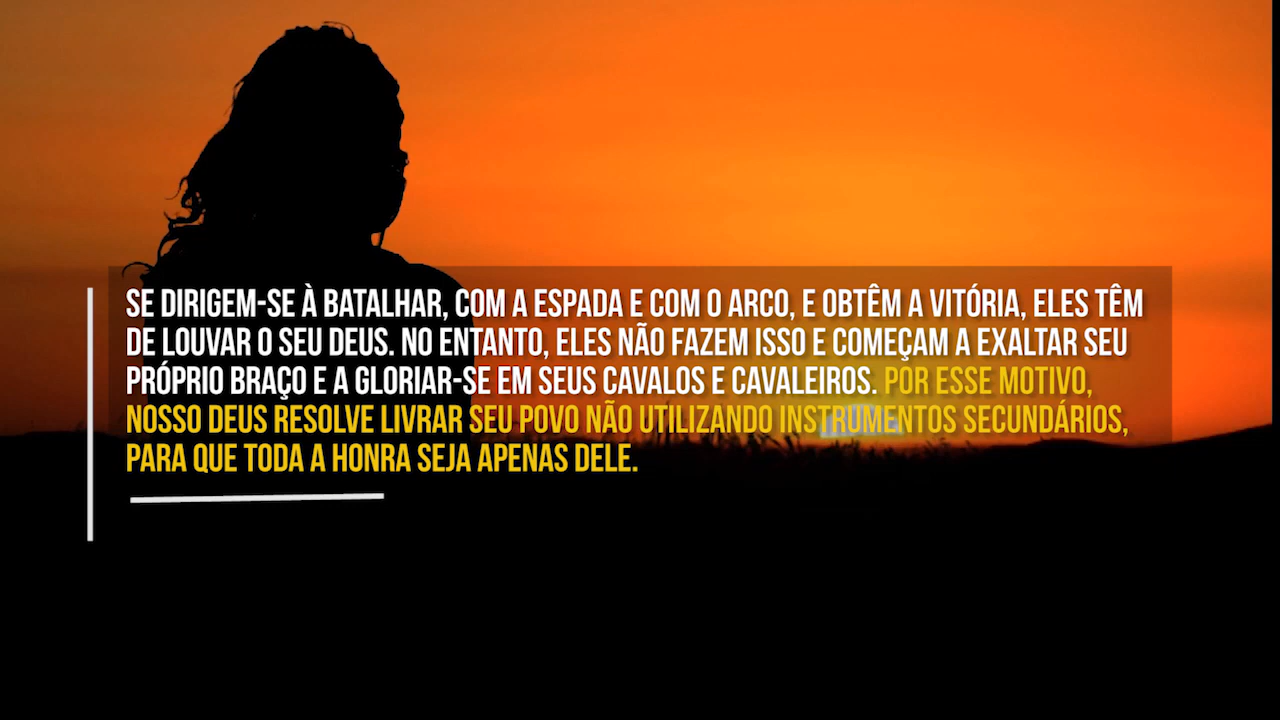 SE DIRIGEM-SE À BATALHAR, COM A ESPADA E COM O ARCO, E OBTÊM A VITÓRIA, ELES TÊM
DE LOUVAR O SEU DEUS. NO ENTANTO, ELES NÃO FAZEM ISSO E COMEÇAM A EXALTAR SEU
PRÓPRIO BRAÇO E A GLORIAR-SE EM SEUS CAVALOS E CAVALEIROS. POR ESSE MOTIVO,
NOSSO DEUS RESOLVE LIVRAR SEU POVO NÃO UTILIZANDO INSTRUMENTOS SECUNDÁRIOS,
PARA QUE TODA A HONRA SEJA APENAS DELE.